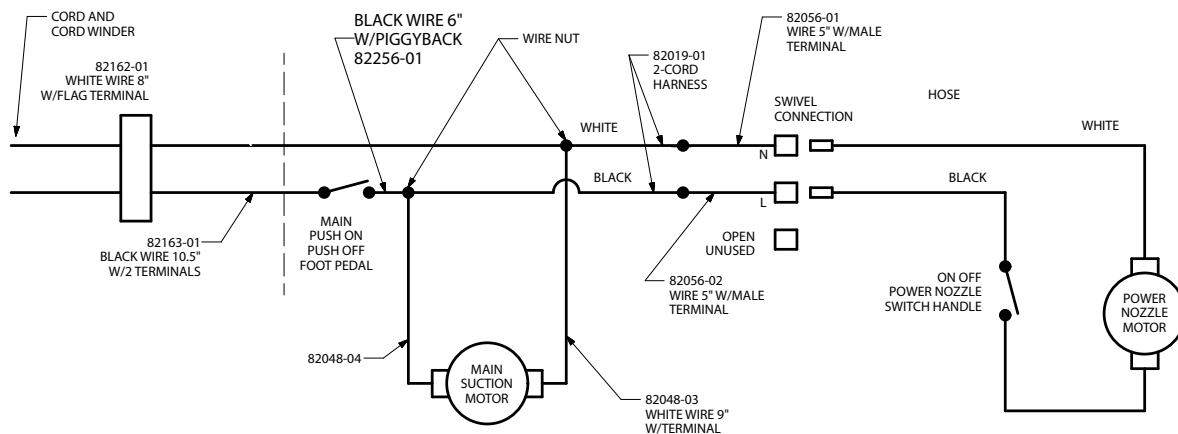 CORD AND
CORD WINDER
82162-01
WHITE WIRE 8"
W/FLAG TERMINAL
BLACK WIRE 6"
W/PIGGYBACK
82256-01
WIRE NUT
82019-01
2-CORD
HARNESS
82056-01
WIRE 5" W/MALE
TERMINAL
SWIVEL
CONNECTION
HOSE
WHITE
WHITE
N
BLACK
L
BLACK
OPEN
UNUSED
82163-01
BLACK WIRE 10.5"
W/2 TERMINALS
MAIN
PUSH ON
PUSH OFF
FOOT PEDAL
82056-02
WIRE 5" W/MALE
TERMINAL
ON OFF
POWER NOZZLE
SWITCH HANDLE
POWER
NOZZLE
MOTOR
82048-04
MAIN
SUCTION
MOTOR
82048-03
WHITE WIRE 9"
W/TERMINAL